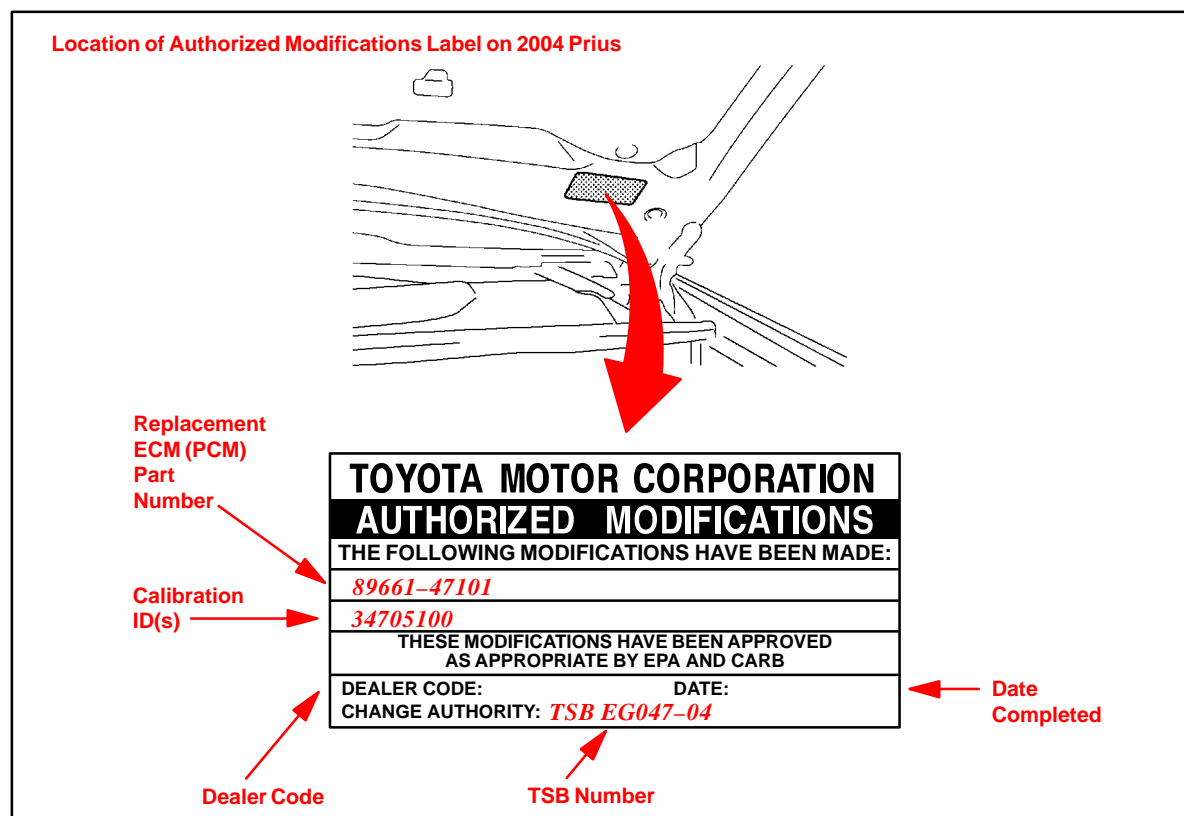 Location of Authorized Modifications Label on 2004 Prius
Replacement
ECM (PCM)
Part
Number
TOYOTA MOTOR CORPORATION
AUTHORIZED MODIFICATIONS
THE FOLLOWING MODIFICATIONS HAVE BEEN MADE:
89661–47101
Calibration
ID(s)
34705100
THESE MODIFICATIONS HAVE BEEN APPROVED
AS APPROPRIATE BY EPA AND CARB
DEALER CODE: DATE:
CHANGE AUTHORITY: TSB EG047–04
Date
Completed
Dealer Code
TSB Number